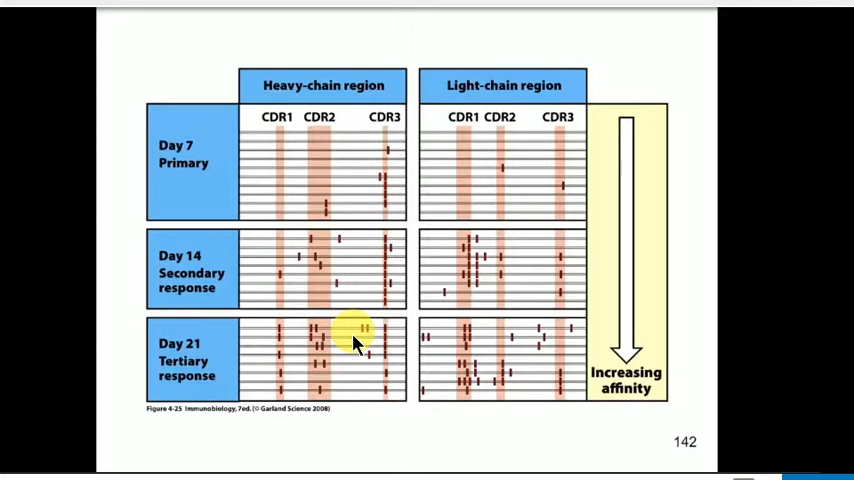 Heavy-chain region
Light-chain region
CDR1 CDR2 CDR3
CDR1 CDR2 CDR3
Day 7
Primary
Day 14
Secondary
response
Day 21
Tertiary
response
Increasing
affinity
Figure 4-25 Immunobiology, 7ed. (© Garland Science 2008)
142